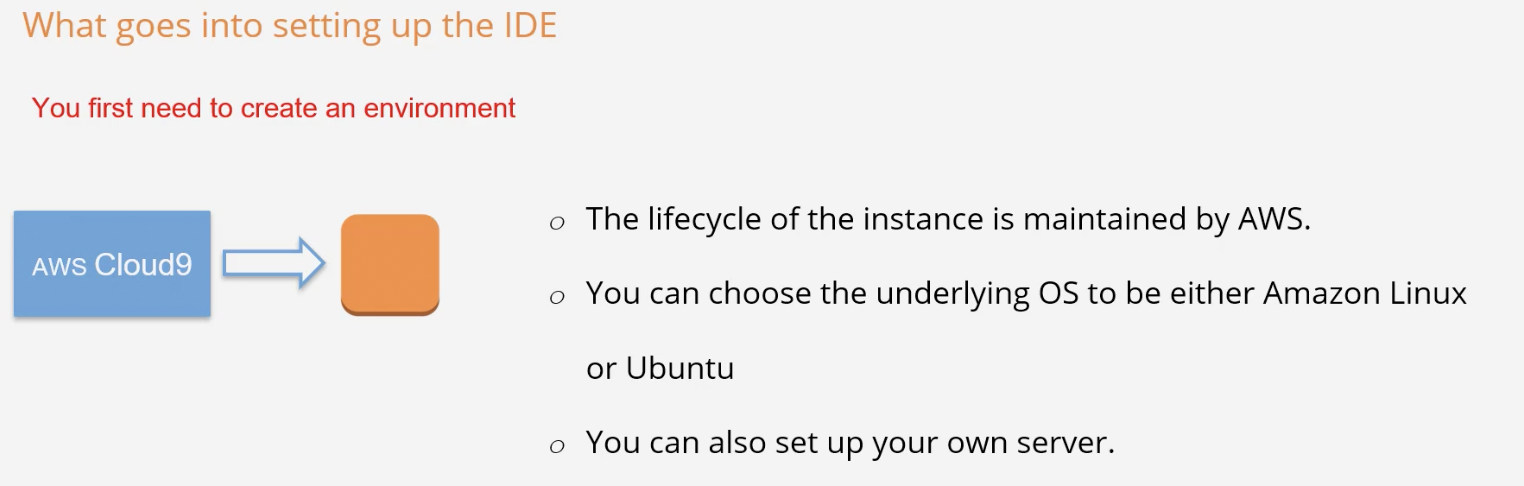 What goes into setting up the IDE
You first need to create an environment
AWS Cloud9
o The lifecycle of the instance is maintained by AWS.
o You can choose the underlying OS to be either Amazon Linux
or Ubuntu
o You can also set up your own server.